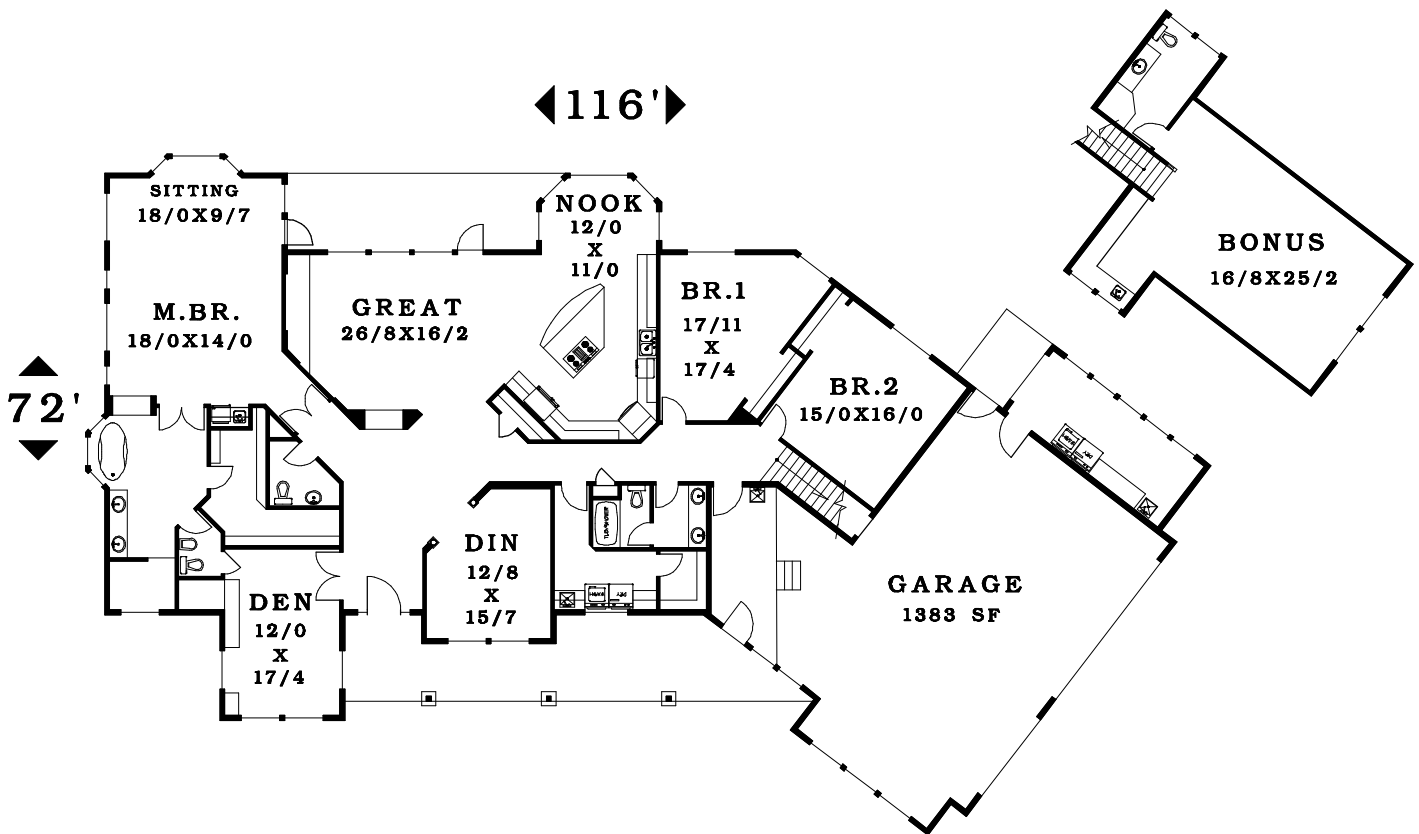 116'
SITTING
18/0X9/7
NOOK
12/0
X
11/0
BONUS
16/8X25/2
M.BR.
18/0X14/0
GREAT
26/8X16/2
BR.1
17/11
X
17/4
BR.2
15/0X16/0
72'
DIN
12/8
X
15/7
DEN
12/0
X
17/4
GARAGE
1383 SF